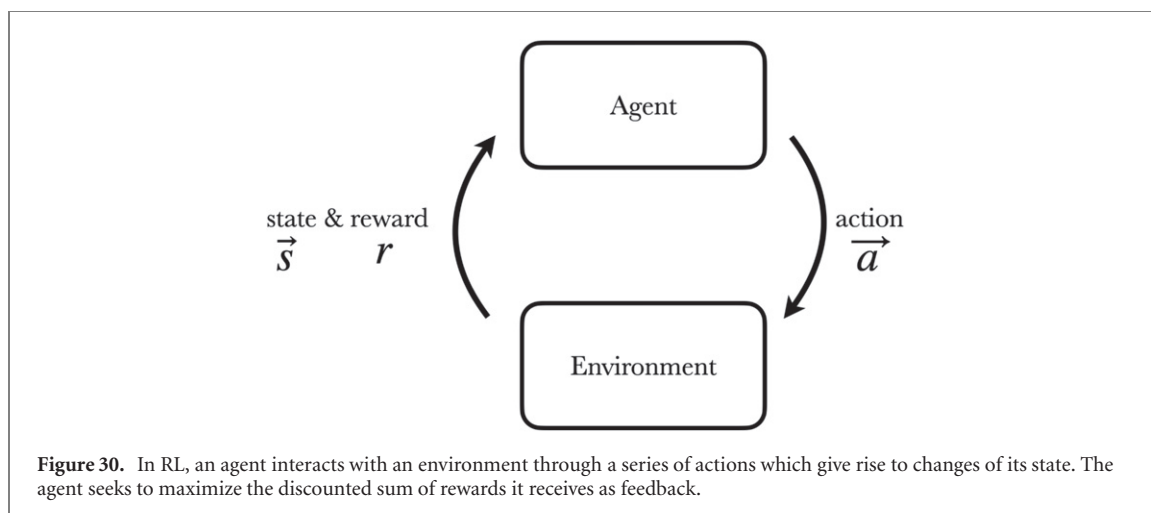 Agent
state & reward
action
s⃗ r
a⃗
Environment
Figure 30. In RL, an agent interacts with an environment through a series of actions which give rise to changes of its state. The
agent seeks to maximize the discounted sum of rewards it receives as feedback.